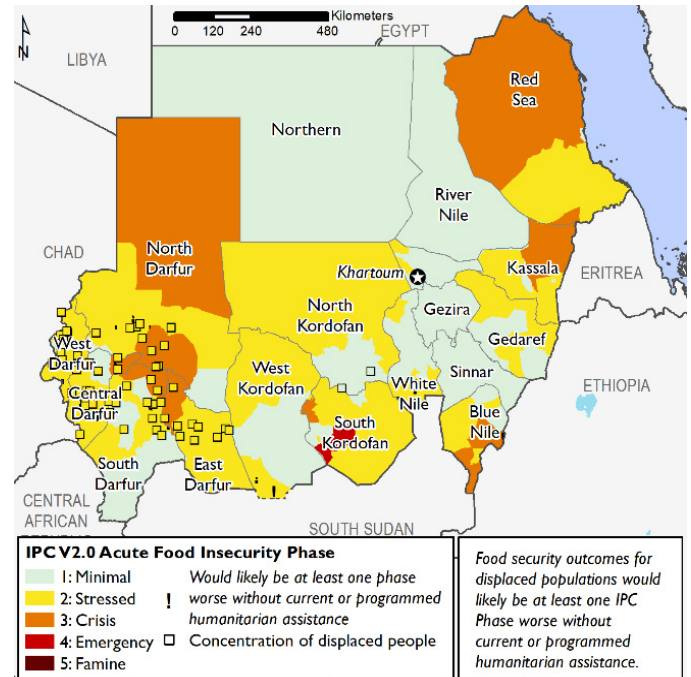 Kilometers
0 120 240 480
EGYPT
LIBYA
Red
Sea
Northern
River
Nile
CHAD
North
Darfur
Khartoum
Kassala
ERITREA
North
Kordofan
Gezira
West
Darfur
Gedaref
West
Kordofan
Sinnar
Central
Darfur
White
Nile
ETHIOPIA
South
Kordofan
Blue
Nile
South
Darfur
East
Darfur
CENTRAL
AFRICAN
SOUTH SUDAN
IPC V2.0 Acute Food Insecurity Phase
1: Minimal
2: Stressed
3: Crisis
4: Emergency
5: Famine
! Would likely be at least one phase
worse without current or programmed
humanitarian assistance
Concentration of displaced people
Food security outcomes for
displaced populations would
likely be at least one IPC
Phase worse without
current or programmed
humanitarian assistance.